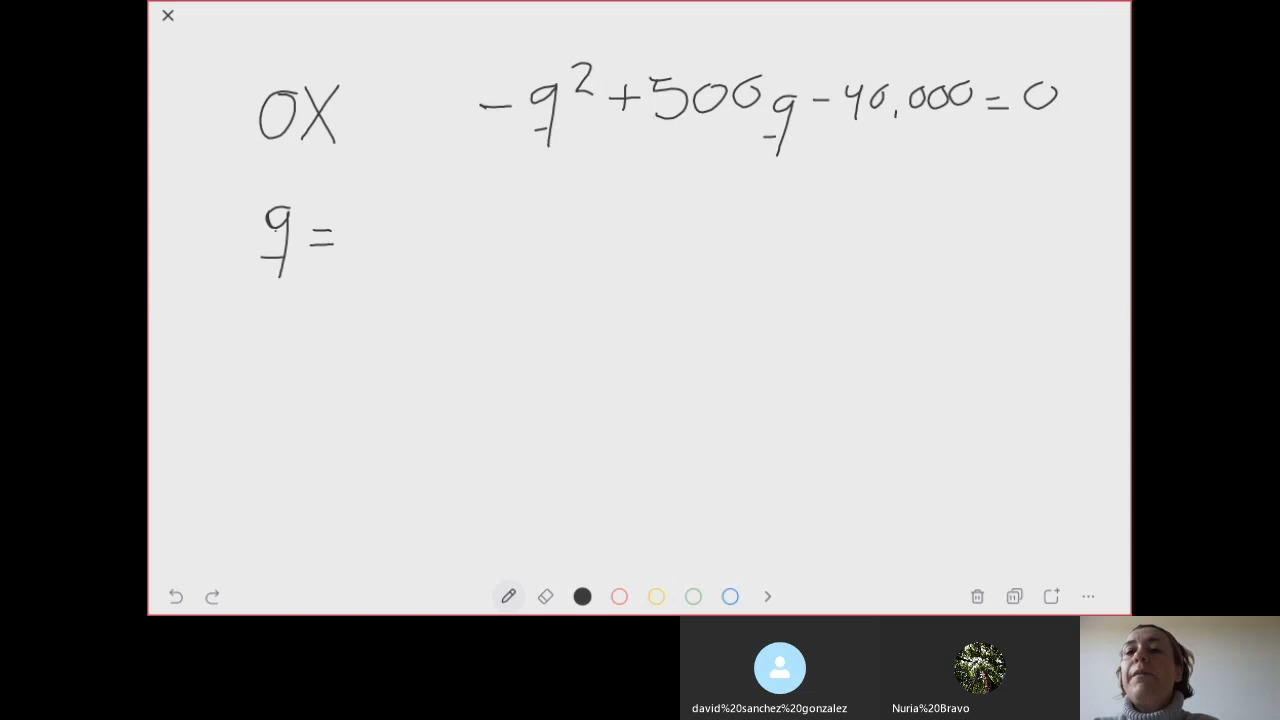 OX - q² + 500q - 40.000 = 0
q =
david%20sanchez%20gonzalez
Nuria%20Bravo